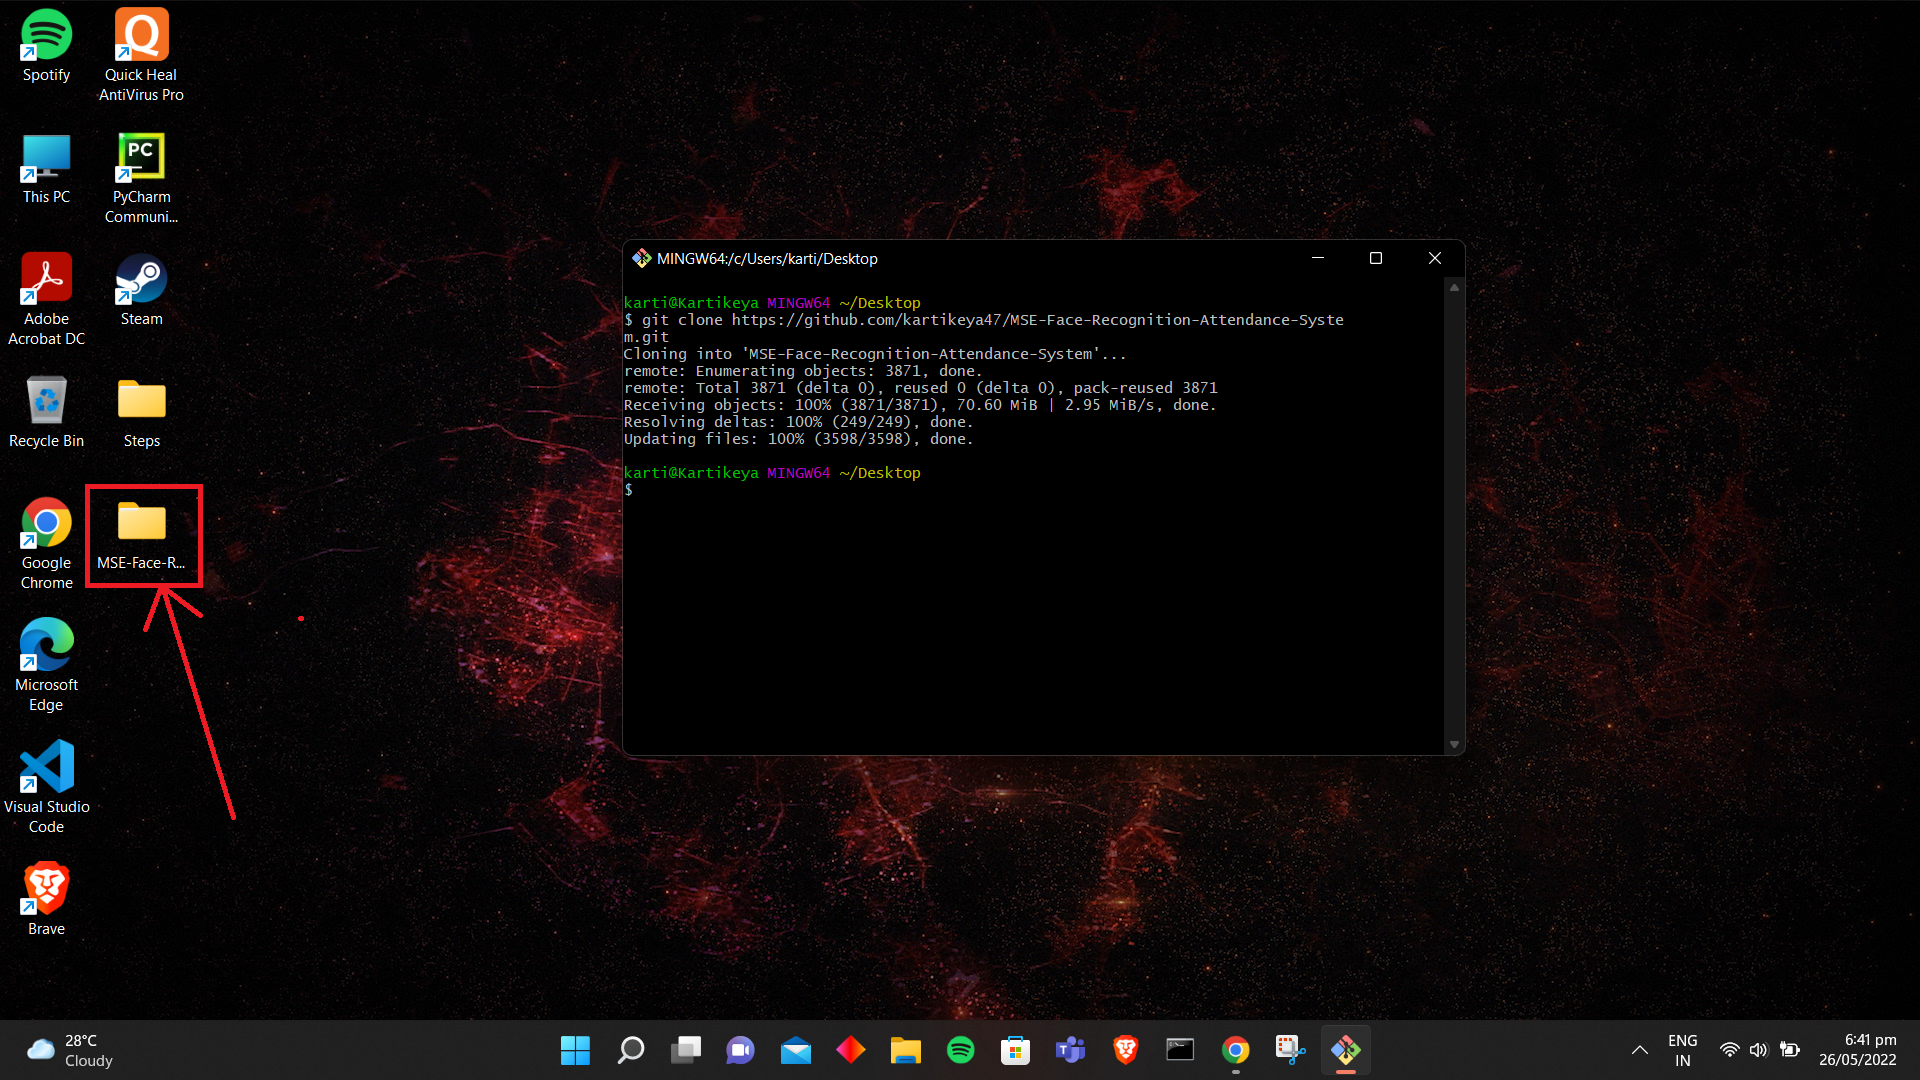 Spotify
Quick Heal
AntiVirus Pro
This PC
PC
PyCharm
Communi...
Adobe
Acrobat DC
Steam
Recycle Bin
Steps
Google
Chrome
MSE-Face-R...
Microsoft
Edge
Visual Studio
Code
Brave
MINGW64:/c/Users/karti/Desktop
karti@Kartikeya MINGW64 ~/Desktop
$ git clone https://github.com/kartikeya47/MSE-Face-Recognition-Attendance-Syste
m.git
Cloning into 'MSE-Face-Recognition-Attendance-System'...
remote: Enumerating objects: 3871, done.
remote: Total 3871 (delta 0), reused 0 (delta 0), pack-reused 3871
Receiving objects: 100% (3871/3871), 70.60 MiB | 2.95 MiB/s, done.
Resolving deltas: 100% (249/249), done.
Updating files: 100% (3598/3598), done.
karti@Kartikeya MINGW64 ~/Desktop
$
28°C
Cloudy
ENG
IN
6:41 pm
26/05/2022